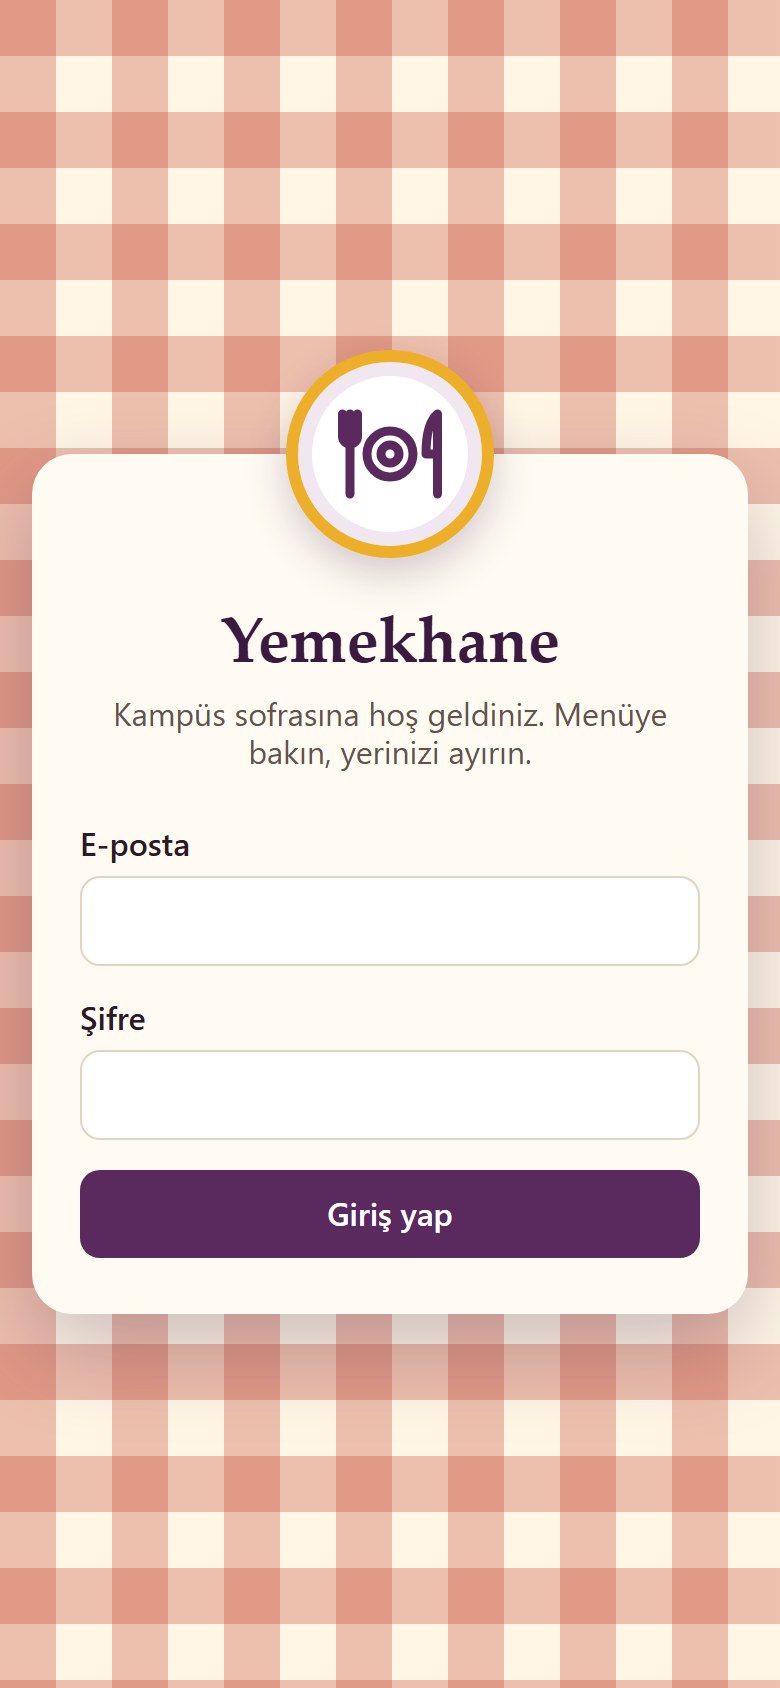 Yemekhane
Kampüs sofrasına hoş geldiniz. Menüye
bakın, yerinizi ayırın.
E-posta
Şifre
Giriş yap